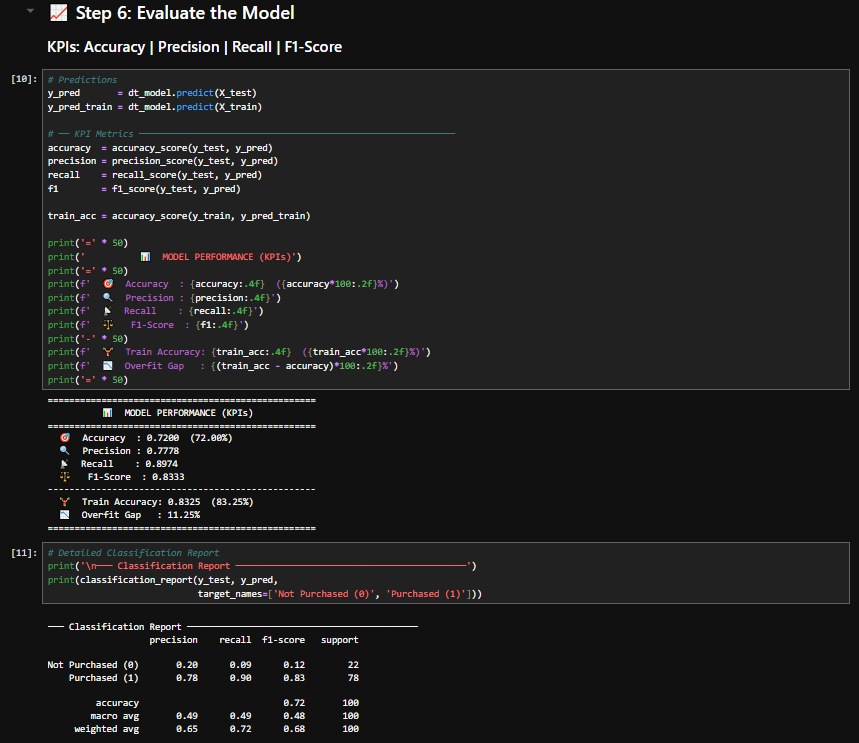 📈 Step 6: Evaluate the Model
KPIs: Accuracy | Precision | Recall | F1-Score
[10]:
# Predictions
y_pred       = dt_model.predict(X_test)
y_pred_train = dt_model.predict(X_train)
# ── KPI Metrics ──────────────────────────────
accuracy  = accuracy_score(y_test, y_pred)
precision = precision_score(y_test, y_pred)
recall    = recall_score(y_test, y_pred)
f1        = f1_score(y_test, y_pred)
train_acc = accuracy_score(y_train, y_pred_train)
print('=' * 50)
print('          📊  MODEL PERFORMANCE (KPIs)')
print('=' * 50)
print(f'  🎯  Accuracy  : {accuracy:.4f}  ({accuracy*100:.2f}%)')
print(f'  🔍  Precision : {precision:.4f}')
print(f'  📡  Recall    : {recall:.4f}')
print(f'  ⚖️  F1-Score  : {f1:.4f}')
print('-' * 50)
print(f'  🏋  Train Accuracy: {train_acc:.4f}  ({train_acc*100:.2f}%)')
print(f'  📉  Overfit Gap   : {(train_acc - accuracy)*100:.2f}%')
print('=' * 50)
==================================================
📊  MODEL PERFORMANCE (KPIs)
==================================================
🎯  Accuracy  : 0.7200  (72.00%)
🔍  Precision : 0.7778
📡  Recall    : 0.8974
⚖️  F1-Score  : 0.8333
--------------------------------------------------
🏋  Train Accuracy: 0.8325  (83.25%)
📉  Overfit Gap   : 11.25%
==================================================
[11]:
# Detailed Classification Report
print('\n── Classification Report ──────────────────────────────')
print(classification_report(y_test, y_pred,
target_names=['Not Purchased (0)', 'Purchased (1)']))
── Classification Report ──────────────────────────────
precision    recall  f1-score   support
Not Purchased (0)       0.20      0.09      0.12        22
Purchased (1)       0.78      0.90      0.83        78
accuracy                           0.72       100
macro avg       0.49      0.49      0.48       100
weighted avg       0.65      0.72      0.68       100